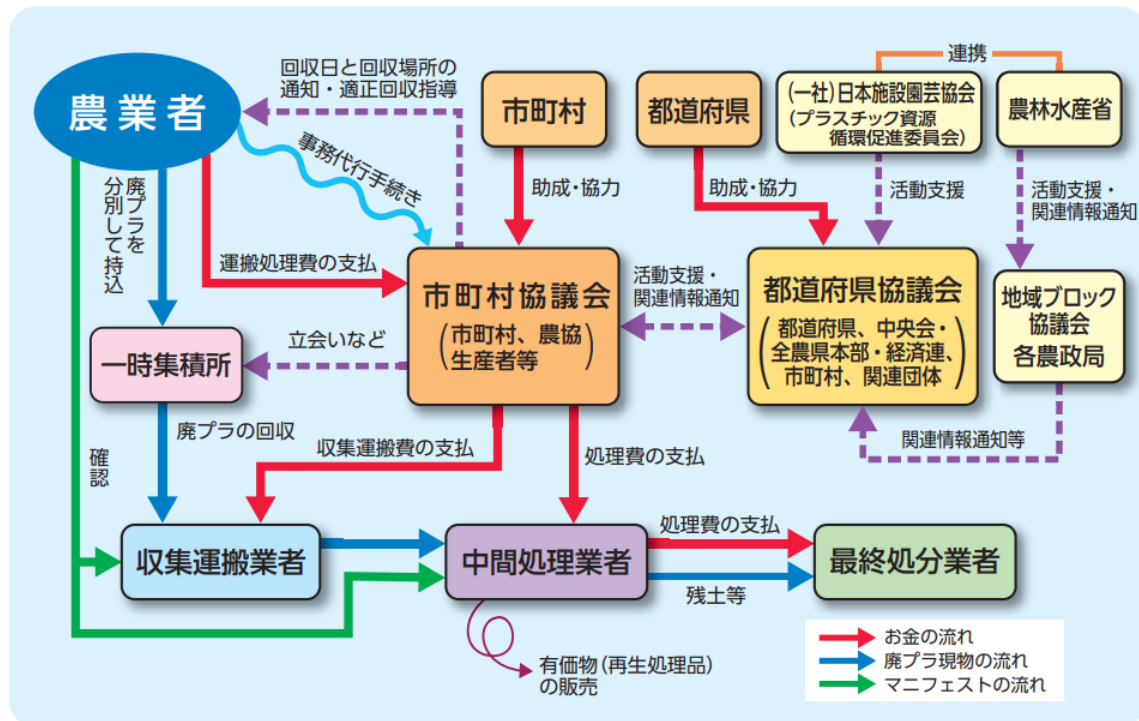 農業者
回収日と回収場所の
通知・適正回収指導
事務代行手続き
市町村
都道府県
連携
(一社)日本施設園芸協会
(プラスチック資源
循環促進委員会)
農林水産省
助成・協力
助成・協力
活動支援
活動支援・
関連情報通知
廃プラを
分別して持込
運搬処理費の支払
市町村協議会
(市町村、農協
生産者等)
活動支援・
関連情報通知
都道府県協議会
(都道府県、中央会・
全農県本部・経済連、
市町村、関連団体)
地域ブロック
協議会
各農政局
一時集積所
立会いなど
廃プラの回収
収集運搬費の支払
処理費の支払
関連情報通知等
確認
収集運搬業者
中間処理業者
処理費の支払
残土等
最終処分業者
有価物(再生処理品)
の販売
お金の流れ
廃プラ現物の流れ
マニフェストの流れ